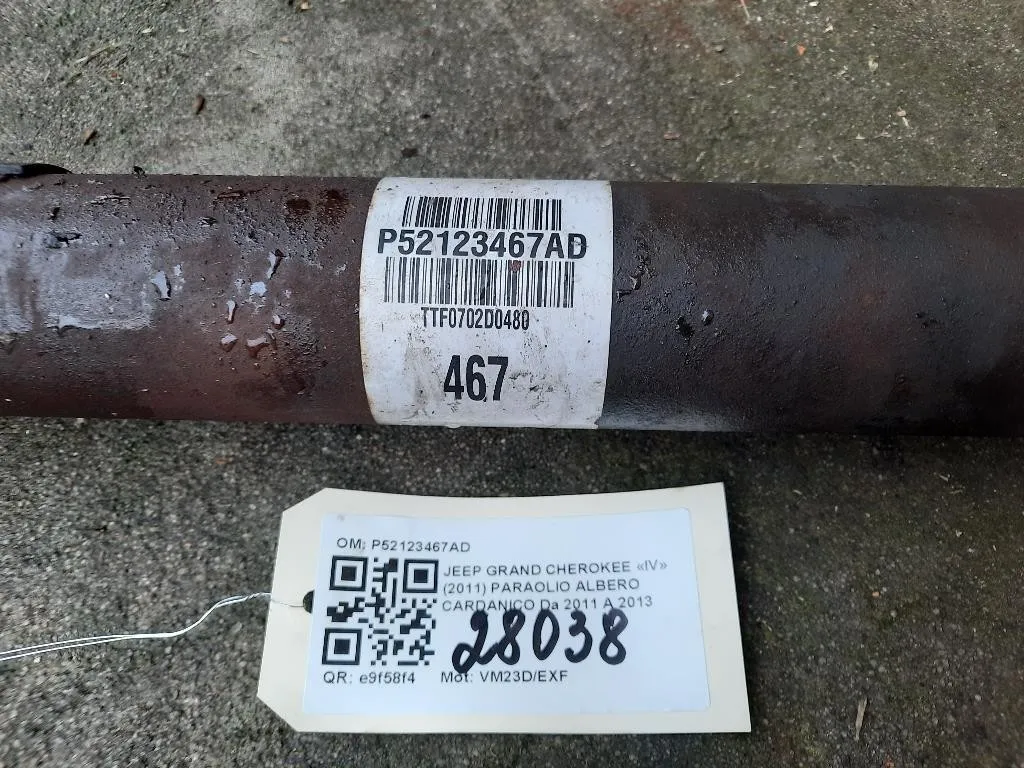 P52123467AD
TTF0702D0480
467
OM: P52123467AD
JEEP GRAND CHEROKEE «IV»
(2011) PARAOLIO ALBERO
CARDANICO Da 2011 A 2013
28038
QR: e9f58f4 Mot: VM23D/EXF